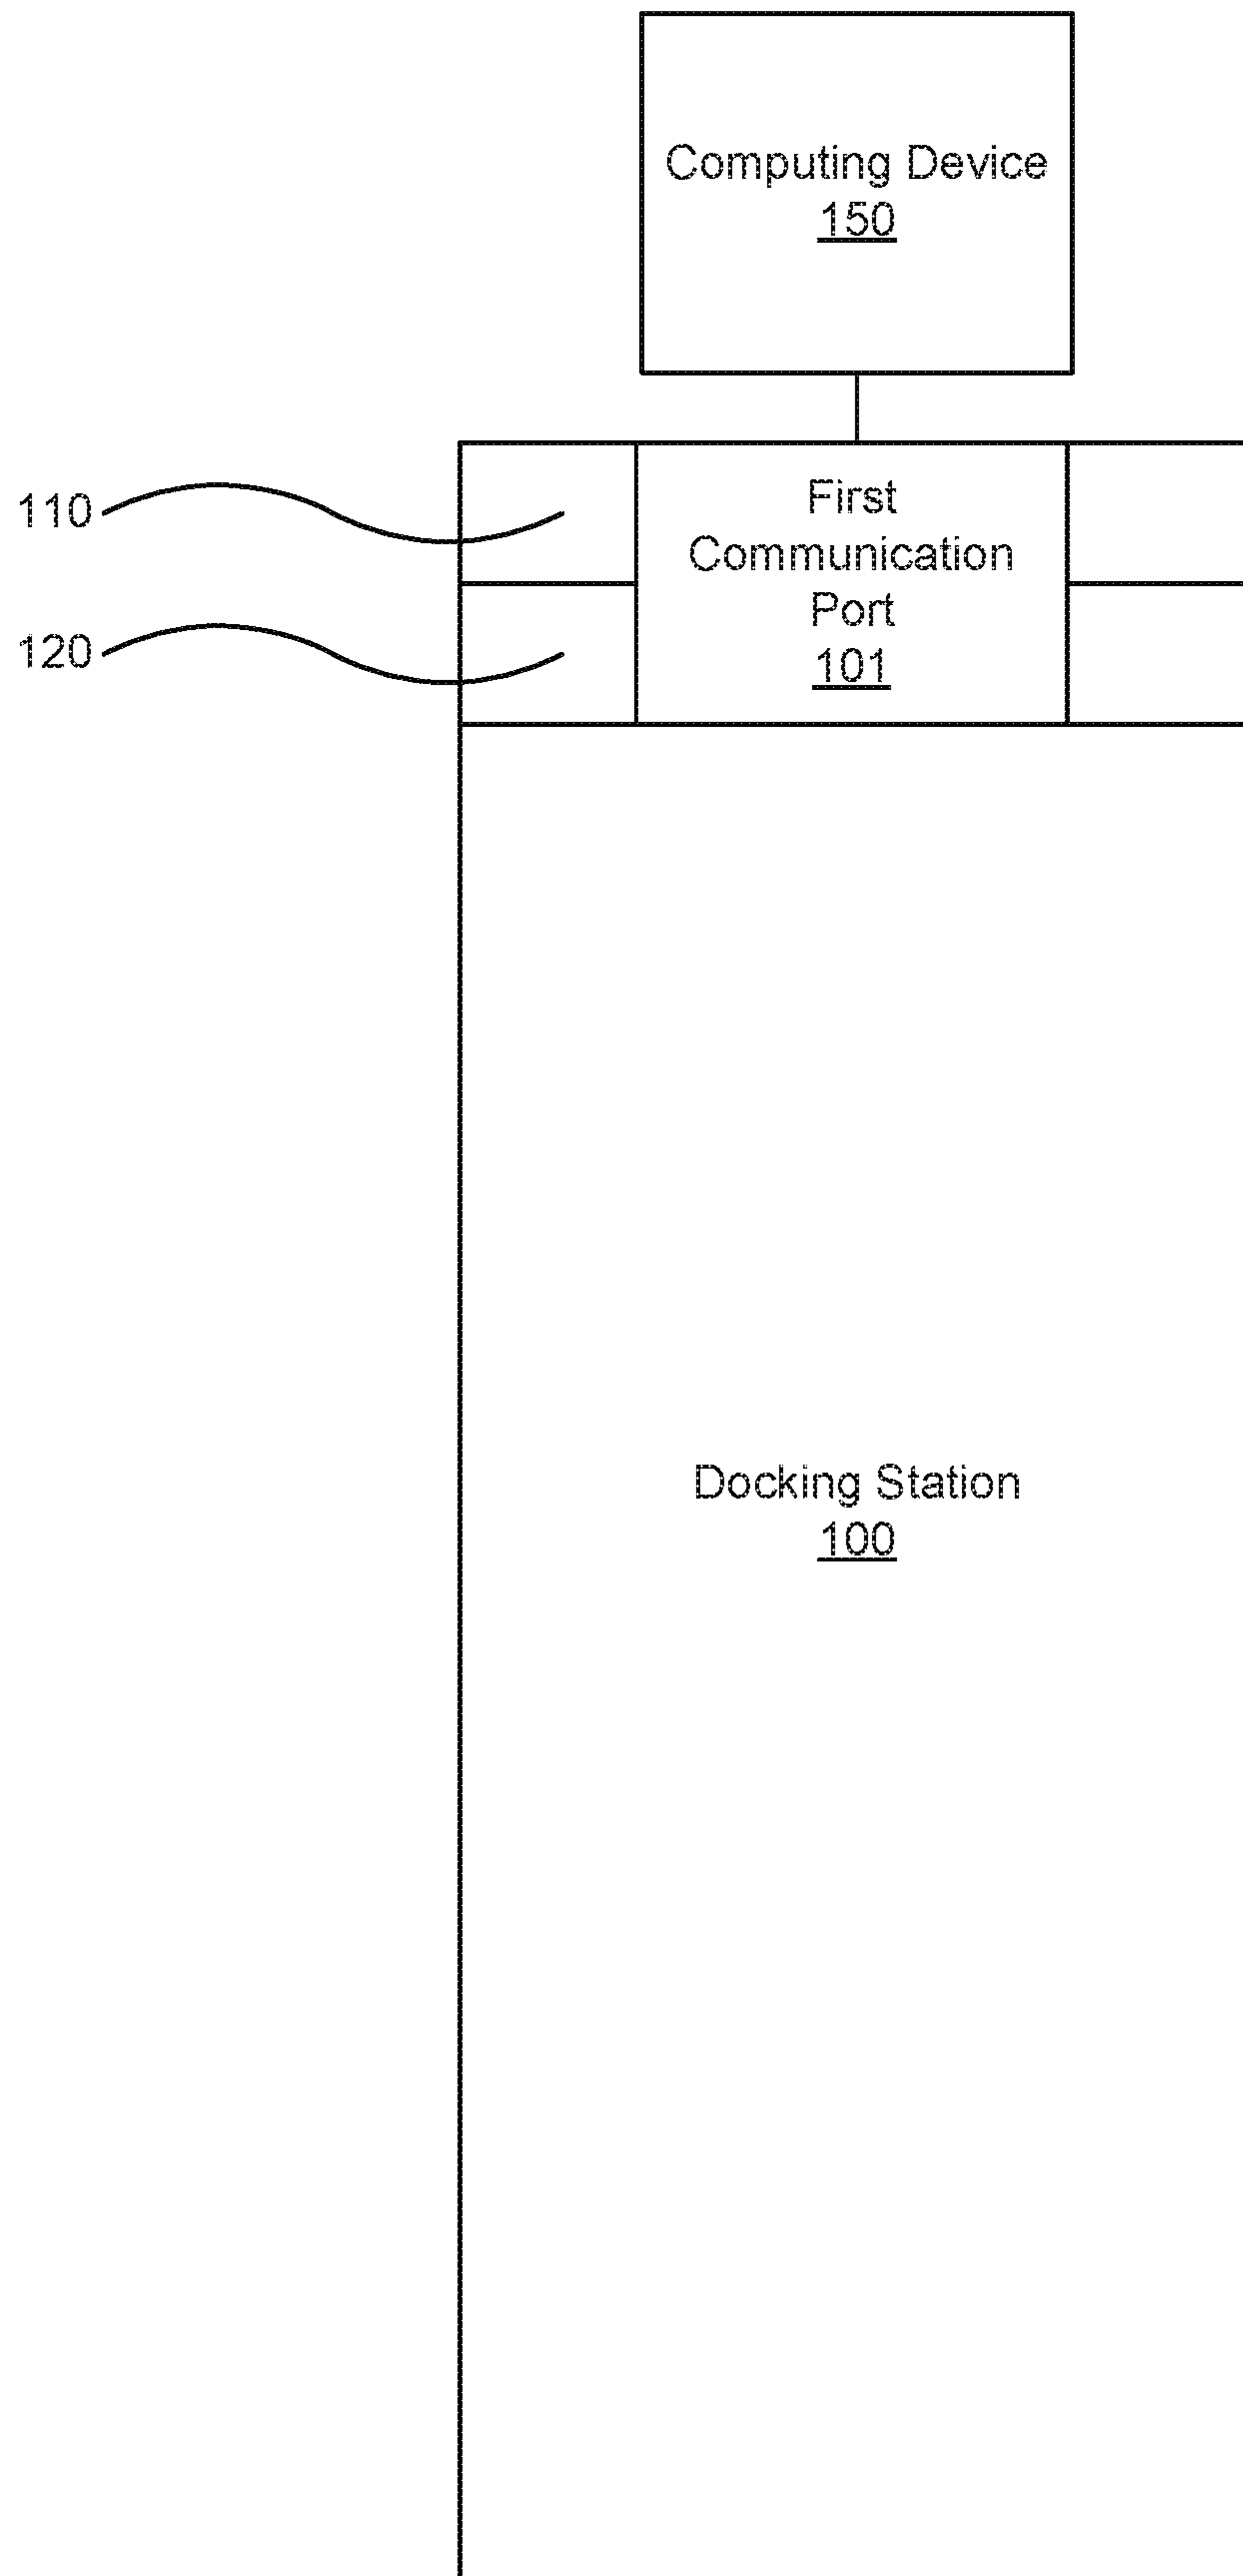 Computing Device
150
110
First
Communication
Port
101
120
Docking Station
100